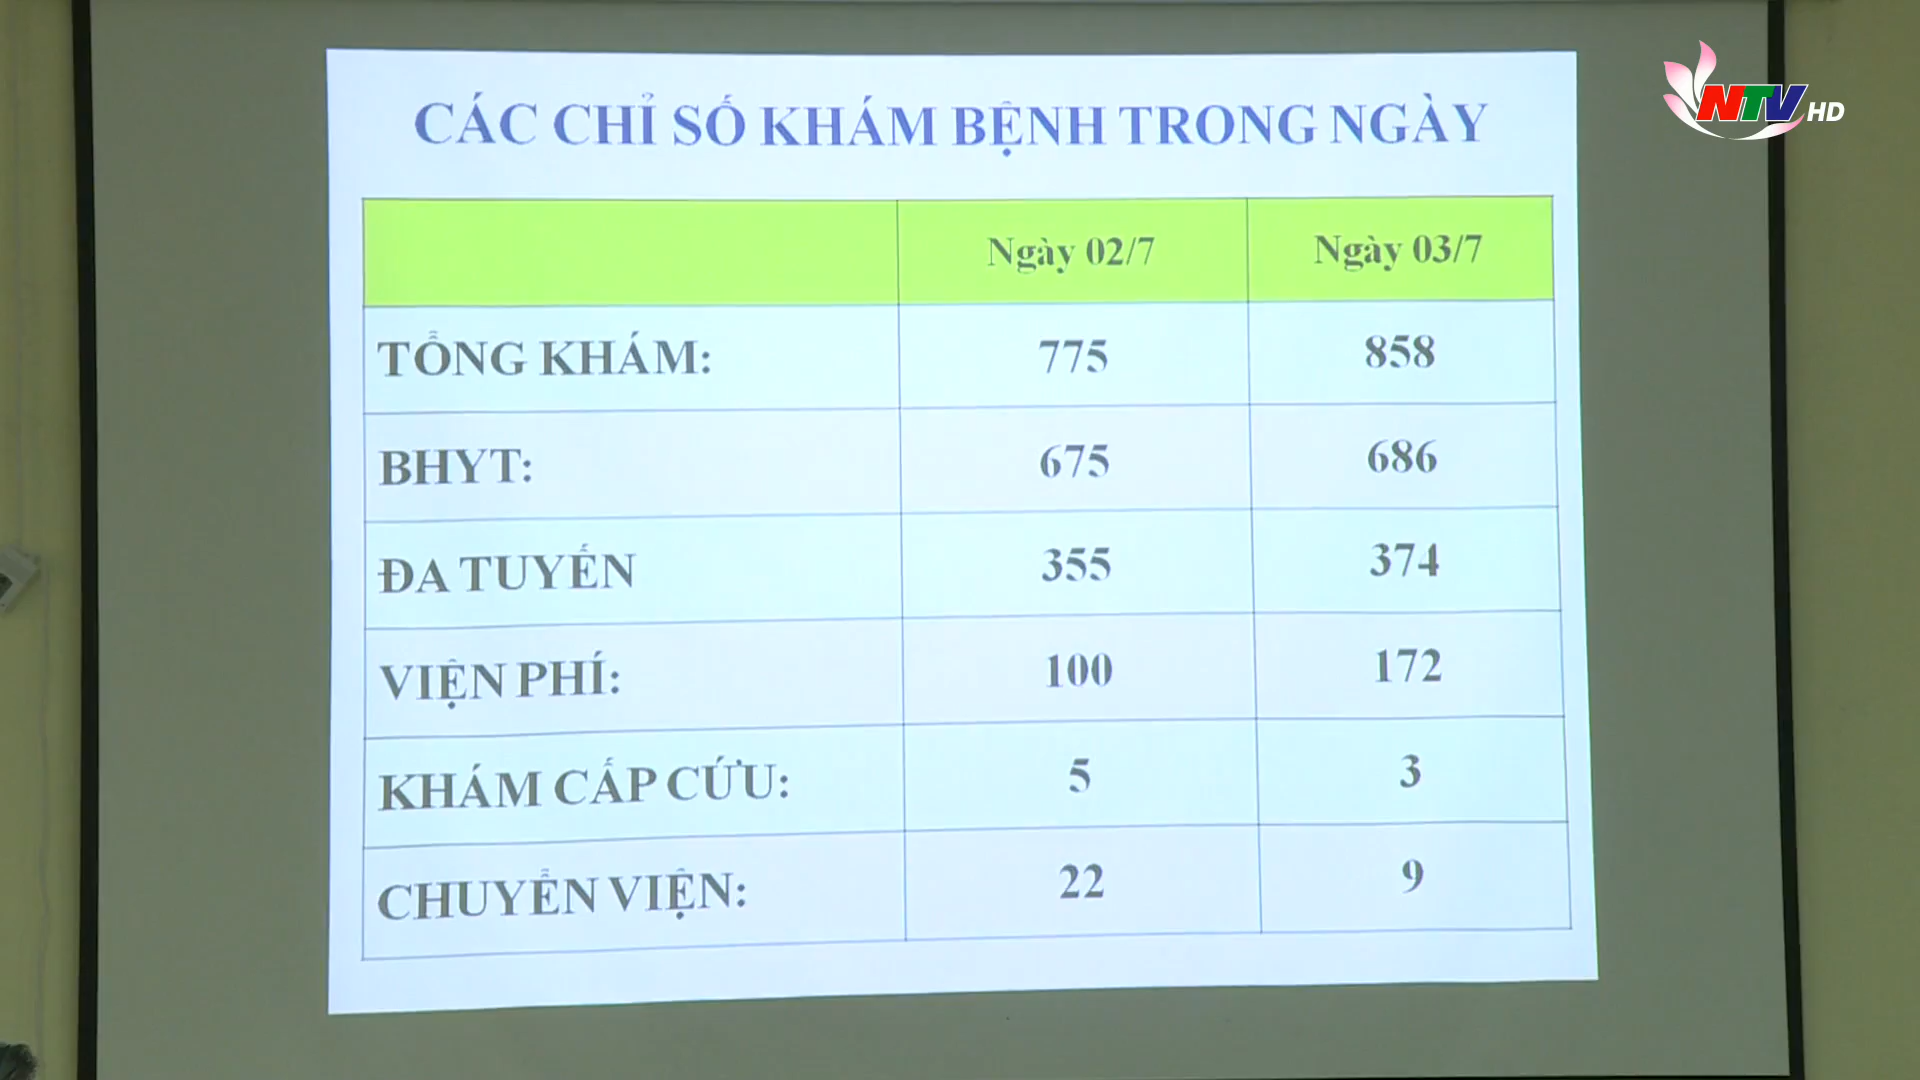 NTV HD
CÁC CHỈ SỐ KHÁM BỆNH TRONG NGÀY
Ngày 02/7 Ngày 03/7
TỔNG KHÁM: 775 858
BHYT: 675 686
ĐA TUYẾN 355 374
VIỆN PHÍ: 100 172
KHÁM CẤP CỨU: 5 3
CHUYỂN VIỆN: 22 9